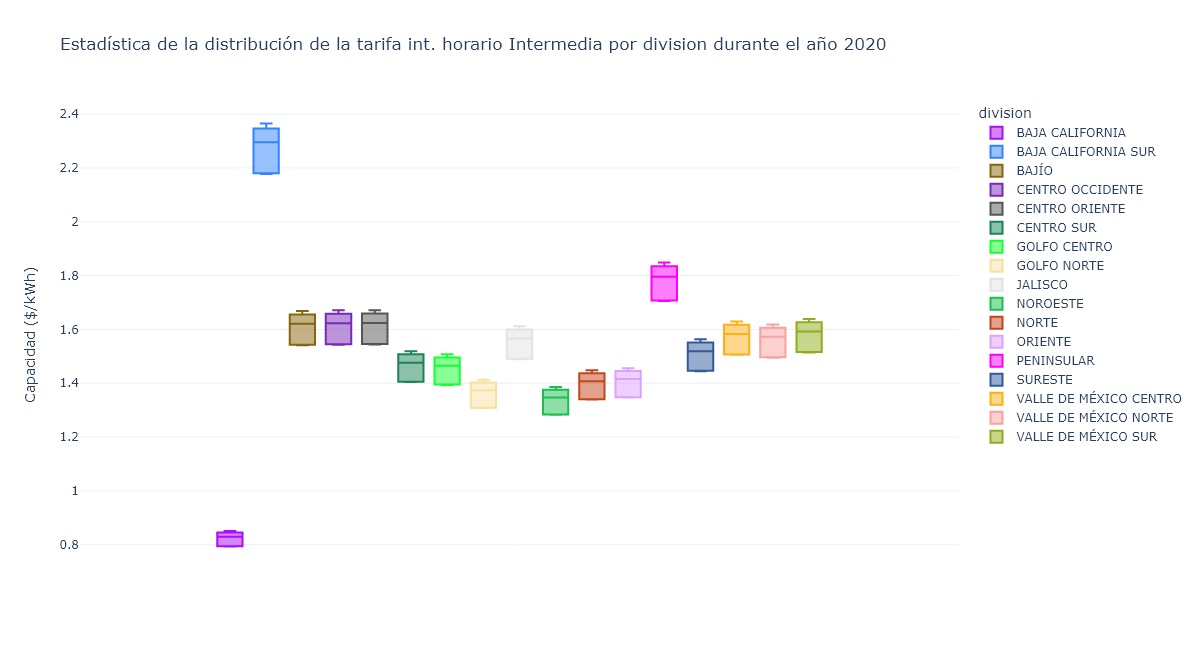 Estadística de la distribución de la tarifa int. horario Intermedia por division durante el año 2020
Capacidad ($/kWh)
2.4
2.2
2
1.8
1.6
1.4
1.2
1
0.8
division
BAJA CALIFORNIA
BAJA CALIFORNIA SUR
BAJÍO
CENTRO OCCIDENTE
CENTRO ORIENTE
CENTRO SUR
GOLFO CENTRO
GOLFO NORTE
JALISCO
NOROESTE
NORTE
ORIENTE
PENINSULAR
SURESTE
VALLE DE MÉXICO CENTRO
VALLE DE MÉXICO NORTE
VALLE DE MÉXICO SUR